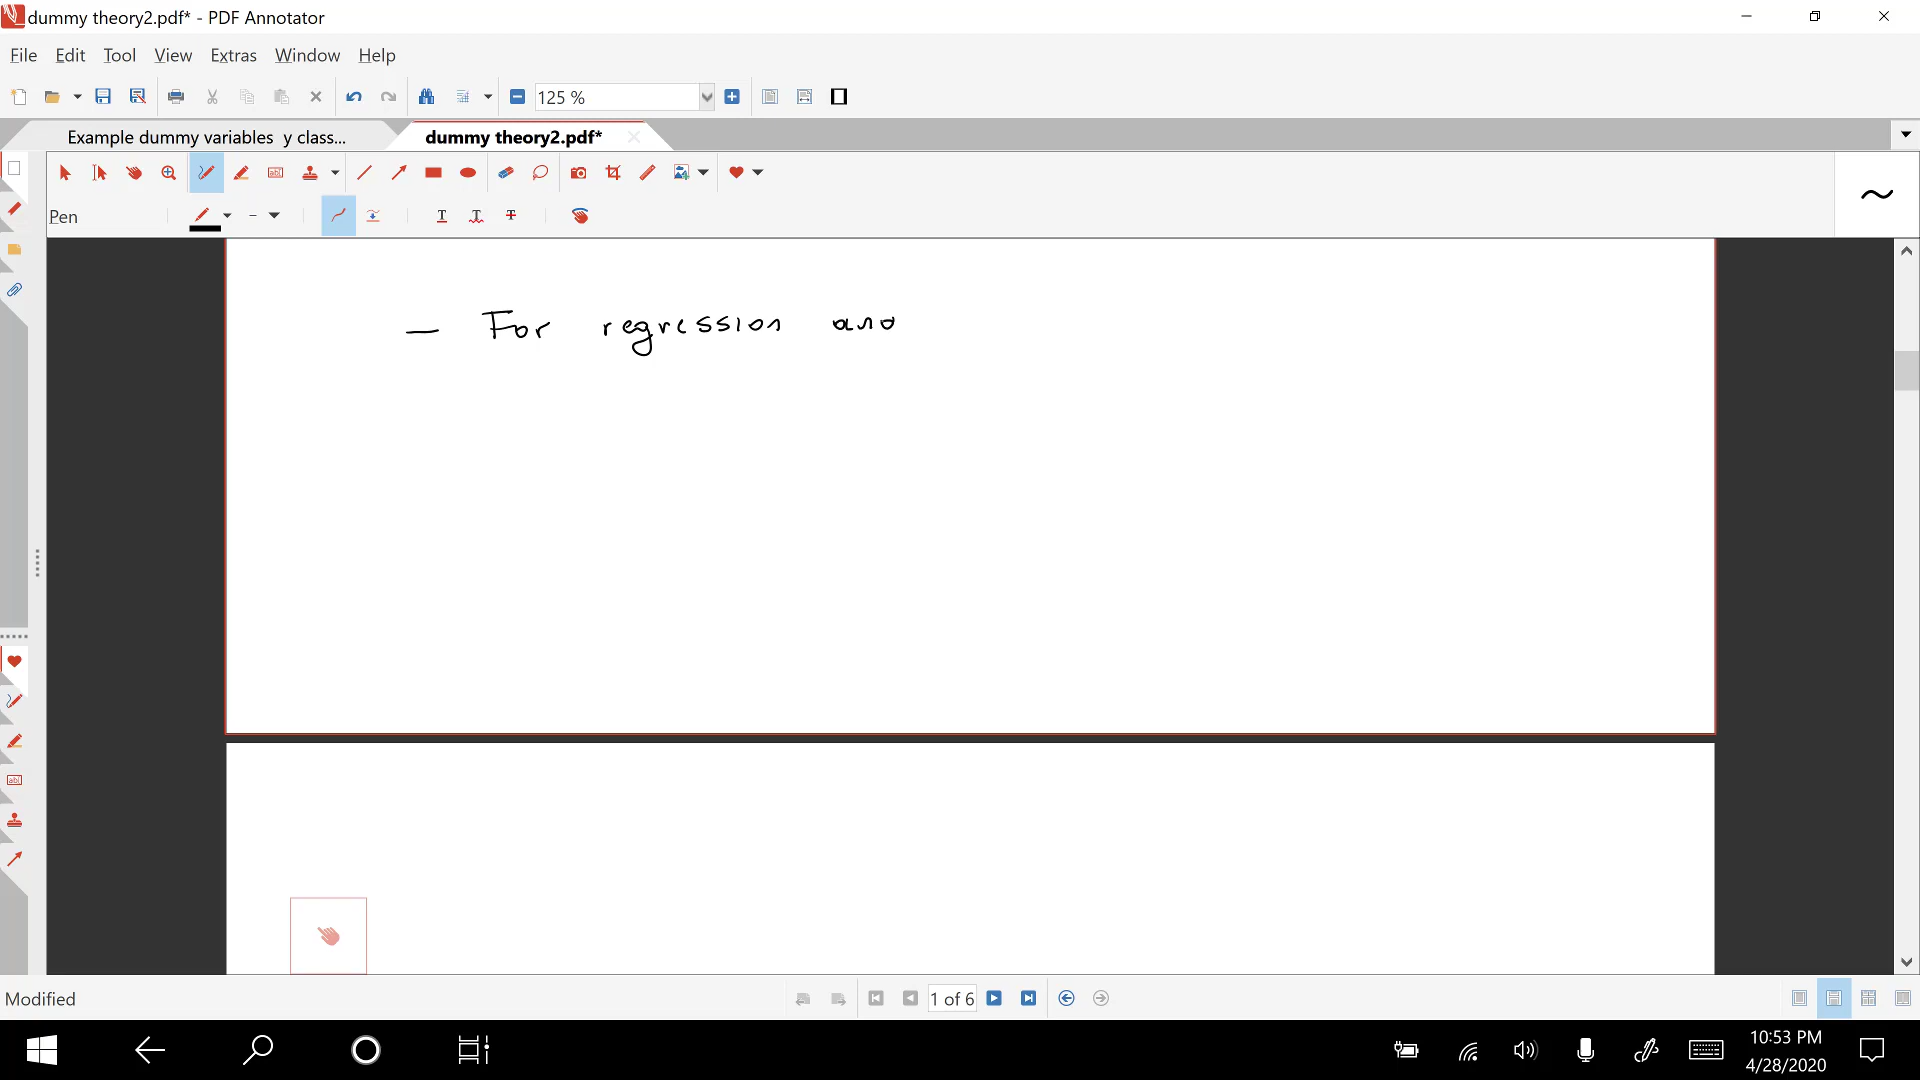 dummy theory2.pdf* - PDF Annotator
File Edit Tool View Extras Window Help
125 %
Example dummy variables y class...
dummy theory2.pdf*
Pen
— For regression ano
Modified
1 of 6
10:53 PM
4/28/2020